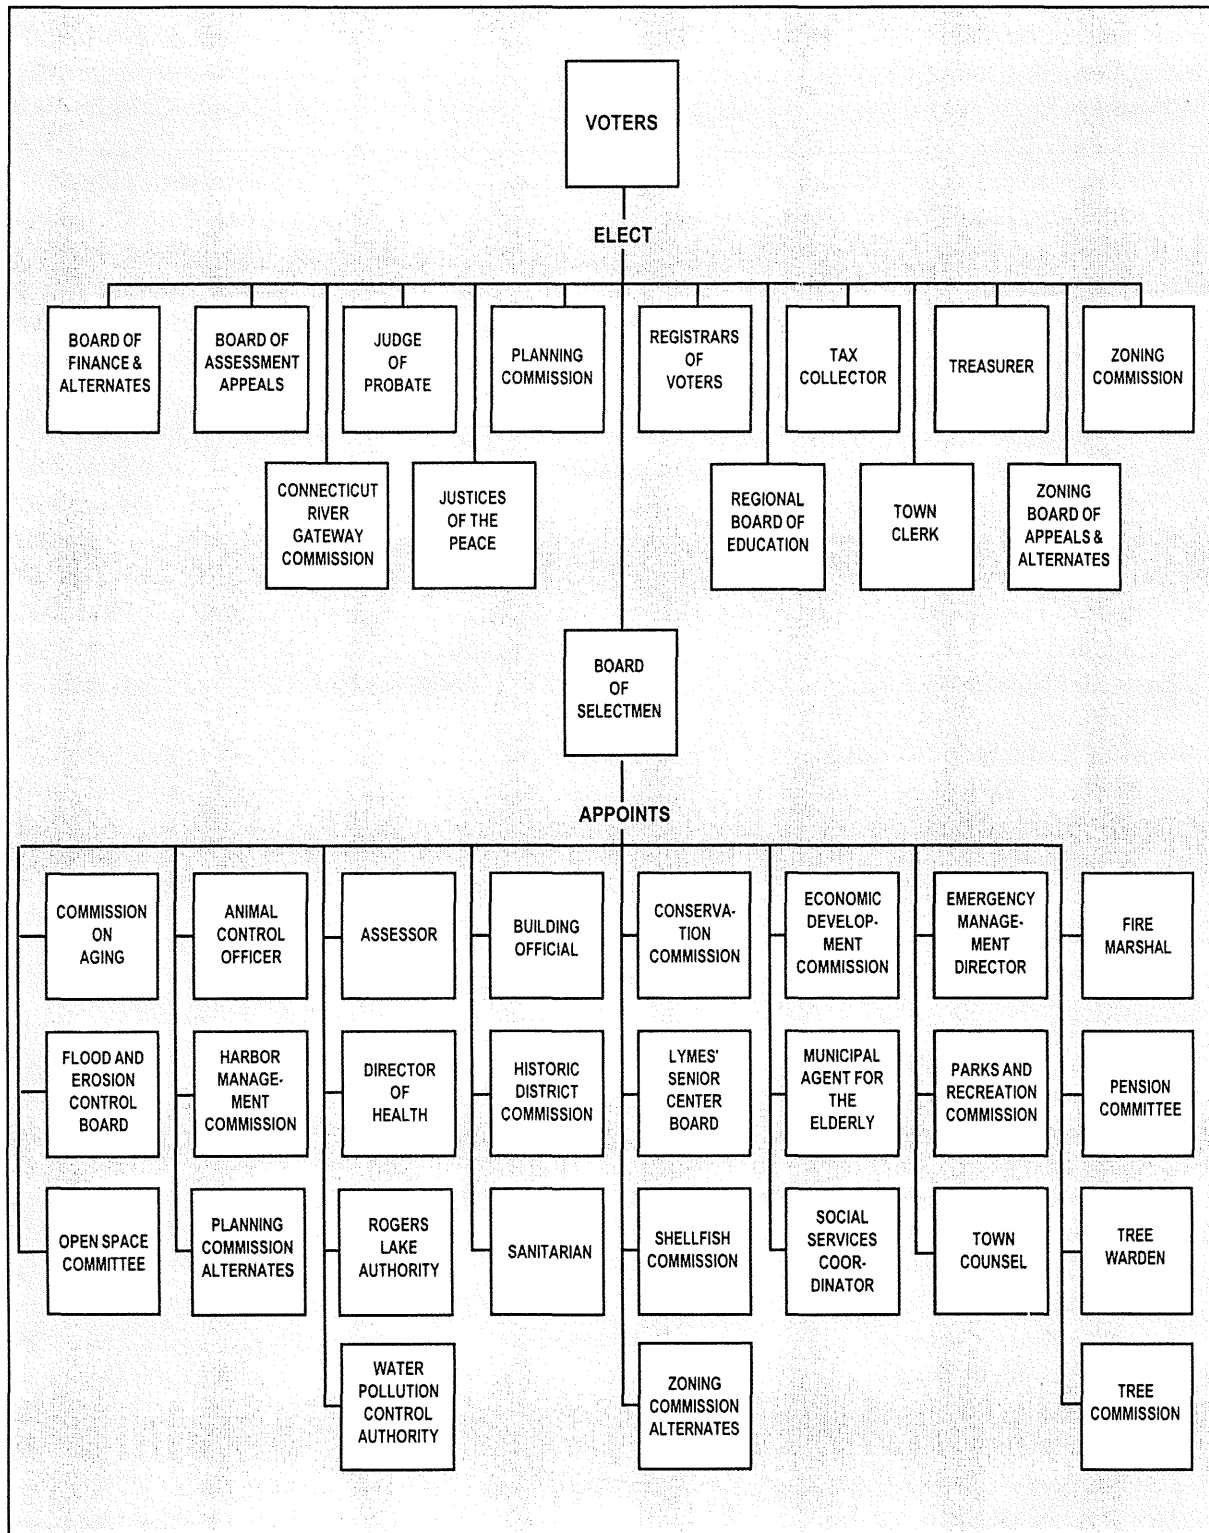 VOTERS
ELECT
BOARD OF
FINANCE &
ALTERNATES
BOARD OF
ASSESSMENT
APPEALS
JUDGE
OF
PROBATE
PLANNING
COMMISSION
REGISTRARS
OF
VOTERS
TAX
COLLECTOR
TREASURER
ZONING
COMMISSION
CONNECTICUT
RIVER
GATEWAY
COMMISSION
JUSTICES
OF THE
PEACE
REGIONAL
BOARD OF
EDUCATION
TOWN
CLERK
ZONING
BOARD OF
APPEALS &
ALTERNATES
BOARD
OF
SELECTMEN
APPOINTS
COMMISSION
ON
AGING
ANIMAL
CONTROL
OFFICER
ASSESSOR
BUILDING
OFFICIAL
CONSERVA-
TION
COMMISSION
ECONOMIC
DEVELOP-
MENT
COMMISSION
EMERGENCY
MANAGE-
MENT
DIRECTOR
FIRE
MARSHAL
FLOOD AND
EROSION
CONTROL
BOARD
HARBOR
MANAGE-
MENT
COMMISSION
DIRECTOR
OF
HEALTH
HISTORIC
DISTRICT
COMMISSION
LYMES'
SENIOR
CENTER
BOARD
MUNICIPAL
AGENT FOR
THE
ELDERLY
PARKS AND
RECREATION
COMMISSION
PENSION
COMMITTEE
OPEN SPACE
COMMITTEE
PLANNING
COMMISSION
ALTERNATES
ROGERS
LAKE
AUTHORITY
SANITARIAN
SHELLFISH
COMMISSION
SOCIAL
SERVICES
COOR-
DINATOR
TOWN
COUNSEL
TREE
WARDEN
WATER
POLLUTION
CONTROL
AUTHORITY
ZONING
COMMISSION
ALTERNATES
TREE
COMMISSION